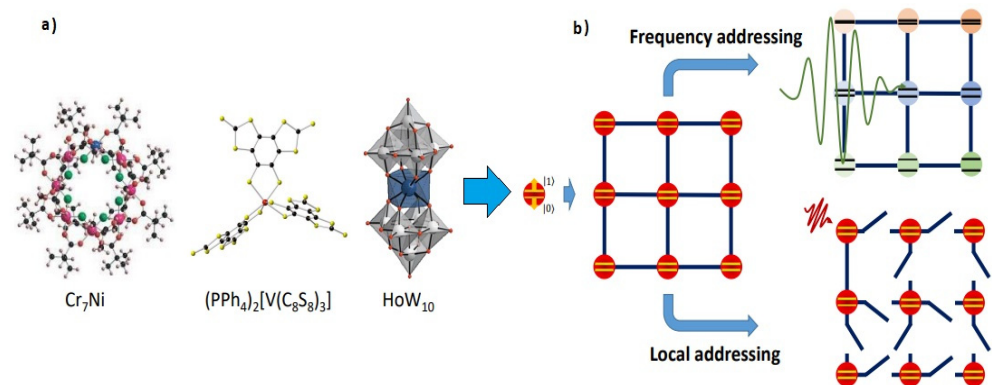 a)
Cr₇Ni
(PPh₄)₂[V(C₈S₈)₃]
HoW₁₀
|1⟩
|0⟩
b)
Frequency addressing
Local addressing